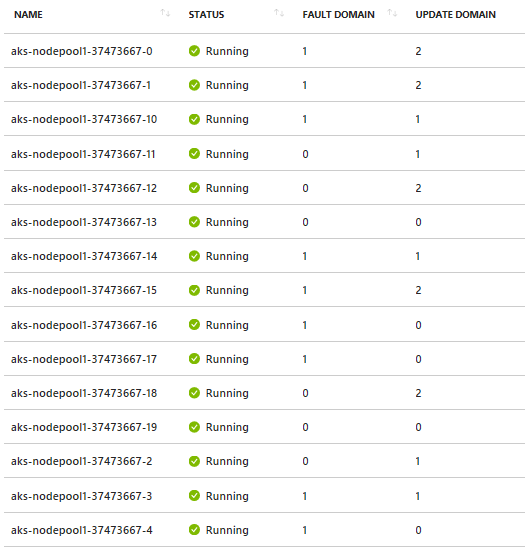 NAME STATUS FAULT DOMAIN UPDATE DOMAIN
aks-nodepool1-37473667-0 Running 1 2
aks-nodepool1-37473667-1 Running 1 2
aks-nodepool1-37473667-10 Running 1 1
aks-nodepool1-37473667-11 Running 0 1
aks-nodepool1-37473667-12 Running 0 2
aks-nodepool1-37473667-13 Running 0 0
aks-nodepool1-37473667-14 Running 1 1
aks-nodepool1-37473667-15 Running 1 2
aks-nodepool1-37473667-16 Running 1 0
aks-nodepool1-37473667-17 Running 1 0
aks-nodepool1-37473667-18 Running 0 2
aks-nodepool1-37473667-19 Running 0 0
aks-nodepool1-37473667-2 Running 0 1
aks-nodepool1-37473667-3 Running 1 1
aks-nodepool1-37473667-4 Running 1 0